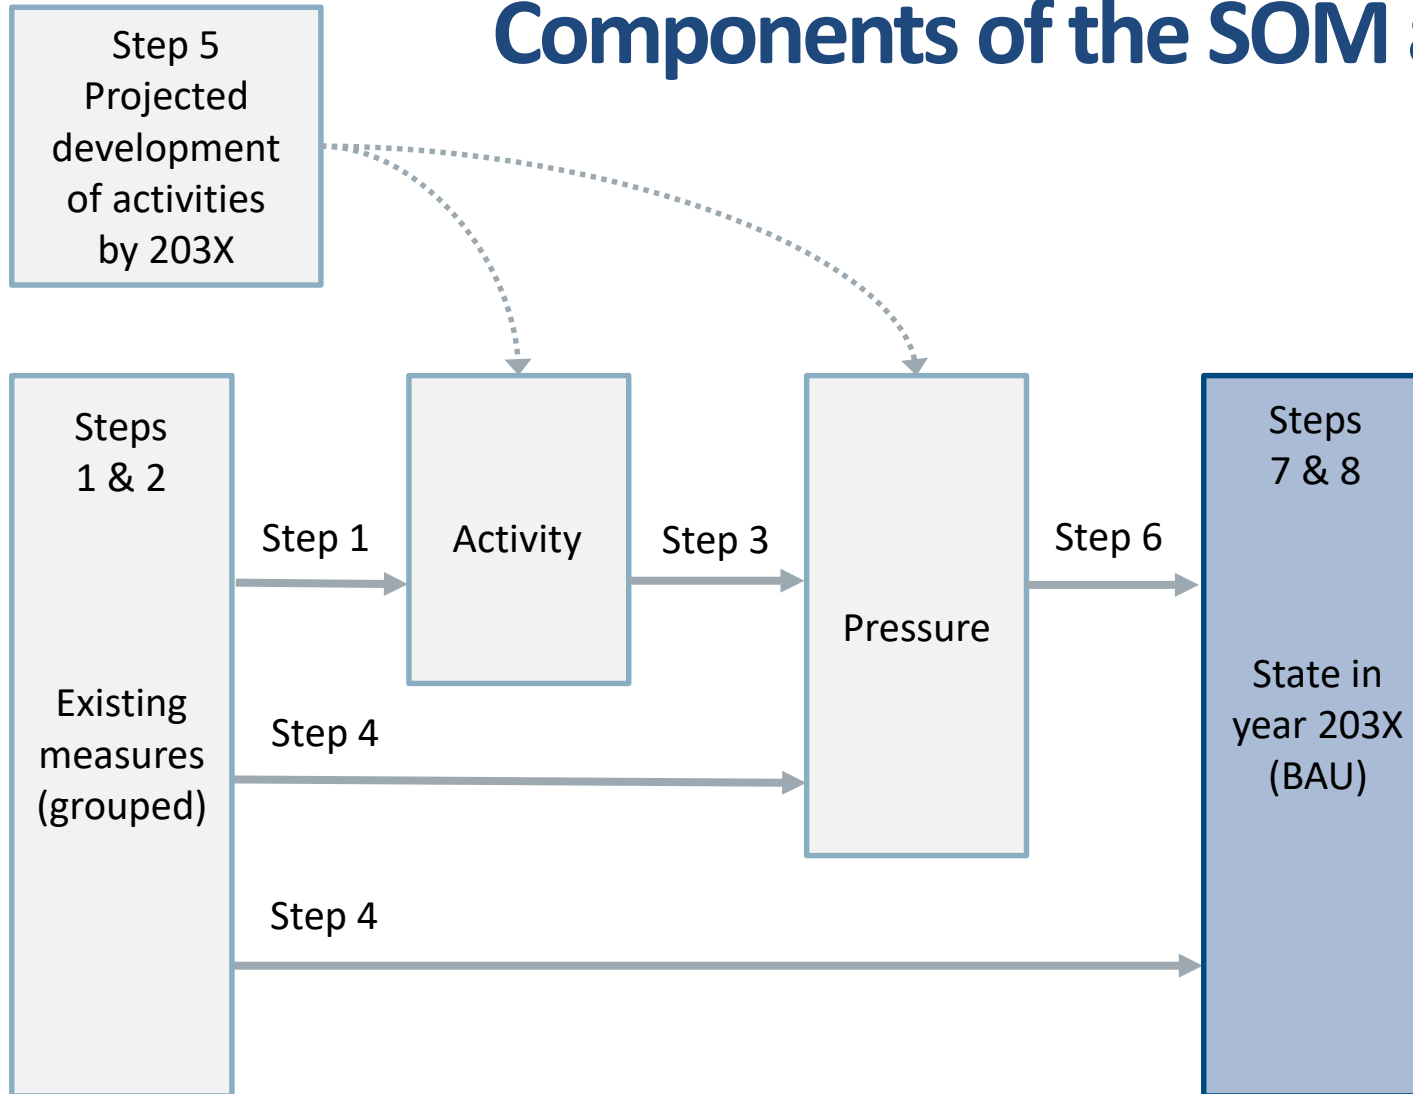 Components of the SOM a
Step 5
Projected
development
of activities
by 203X
Steps
1 & 2
Existing
measures
(grouped)
Step 1
Activity
Step 3
Pressure
Step 6
Steps
7 & 8
State in
year 203X
(BAU)
Step 4
Step 4